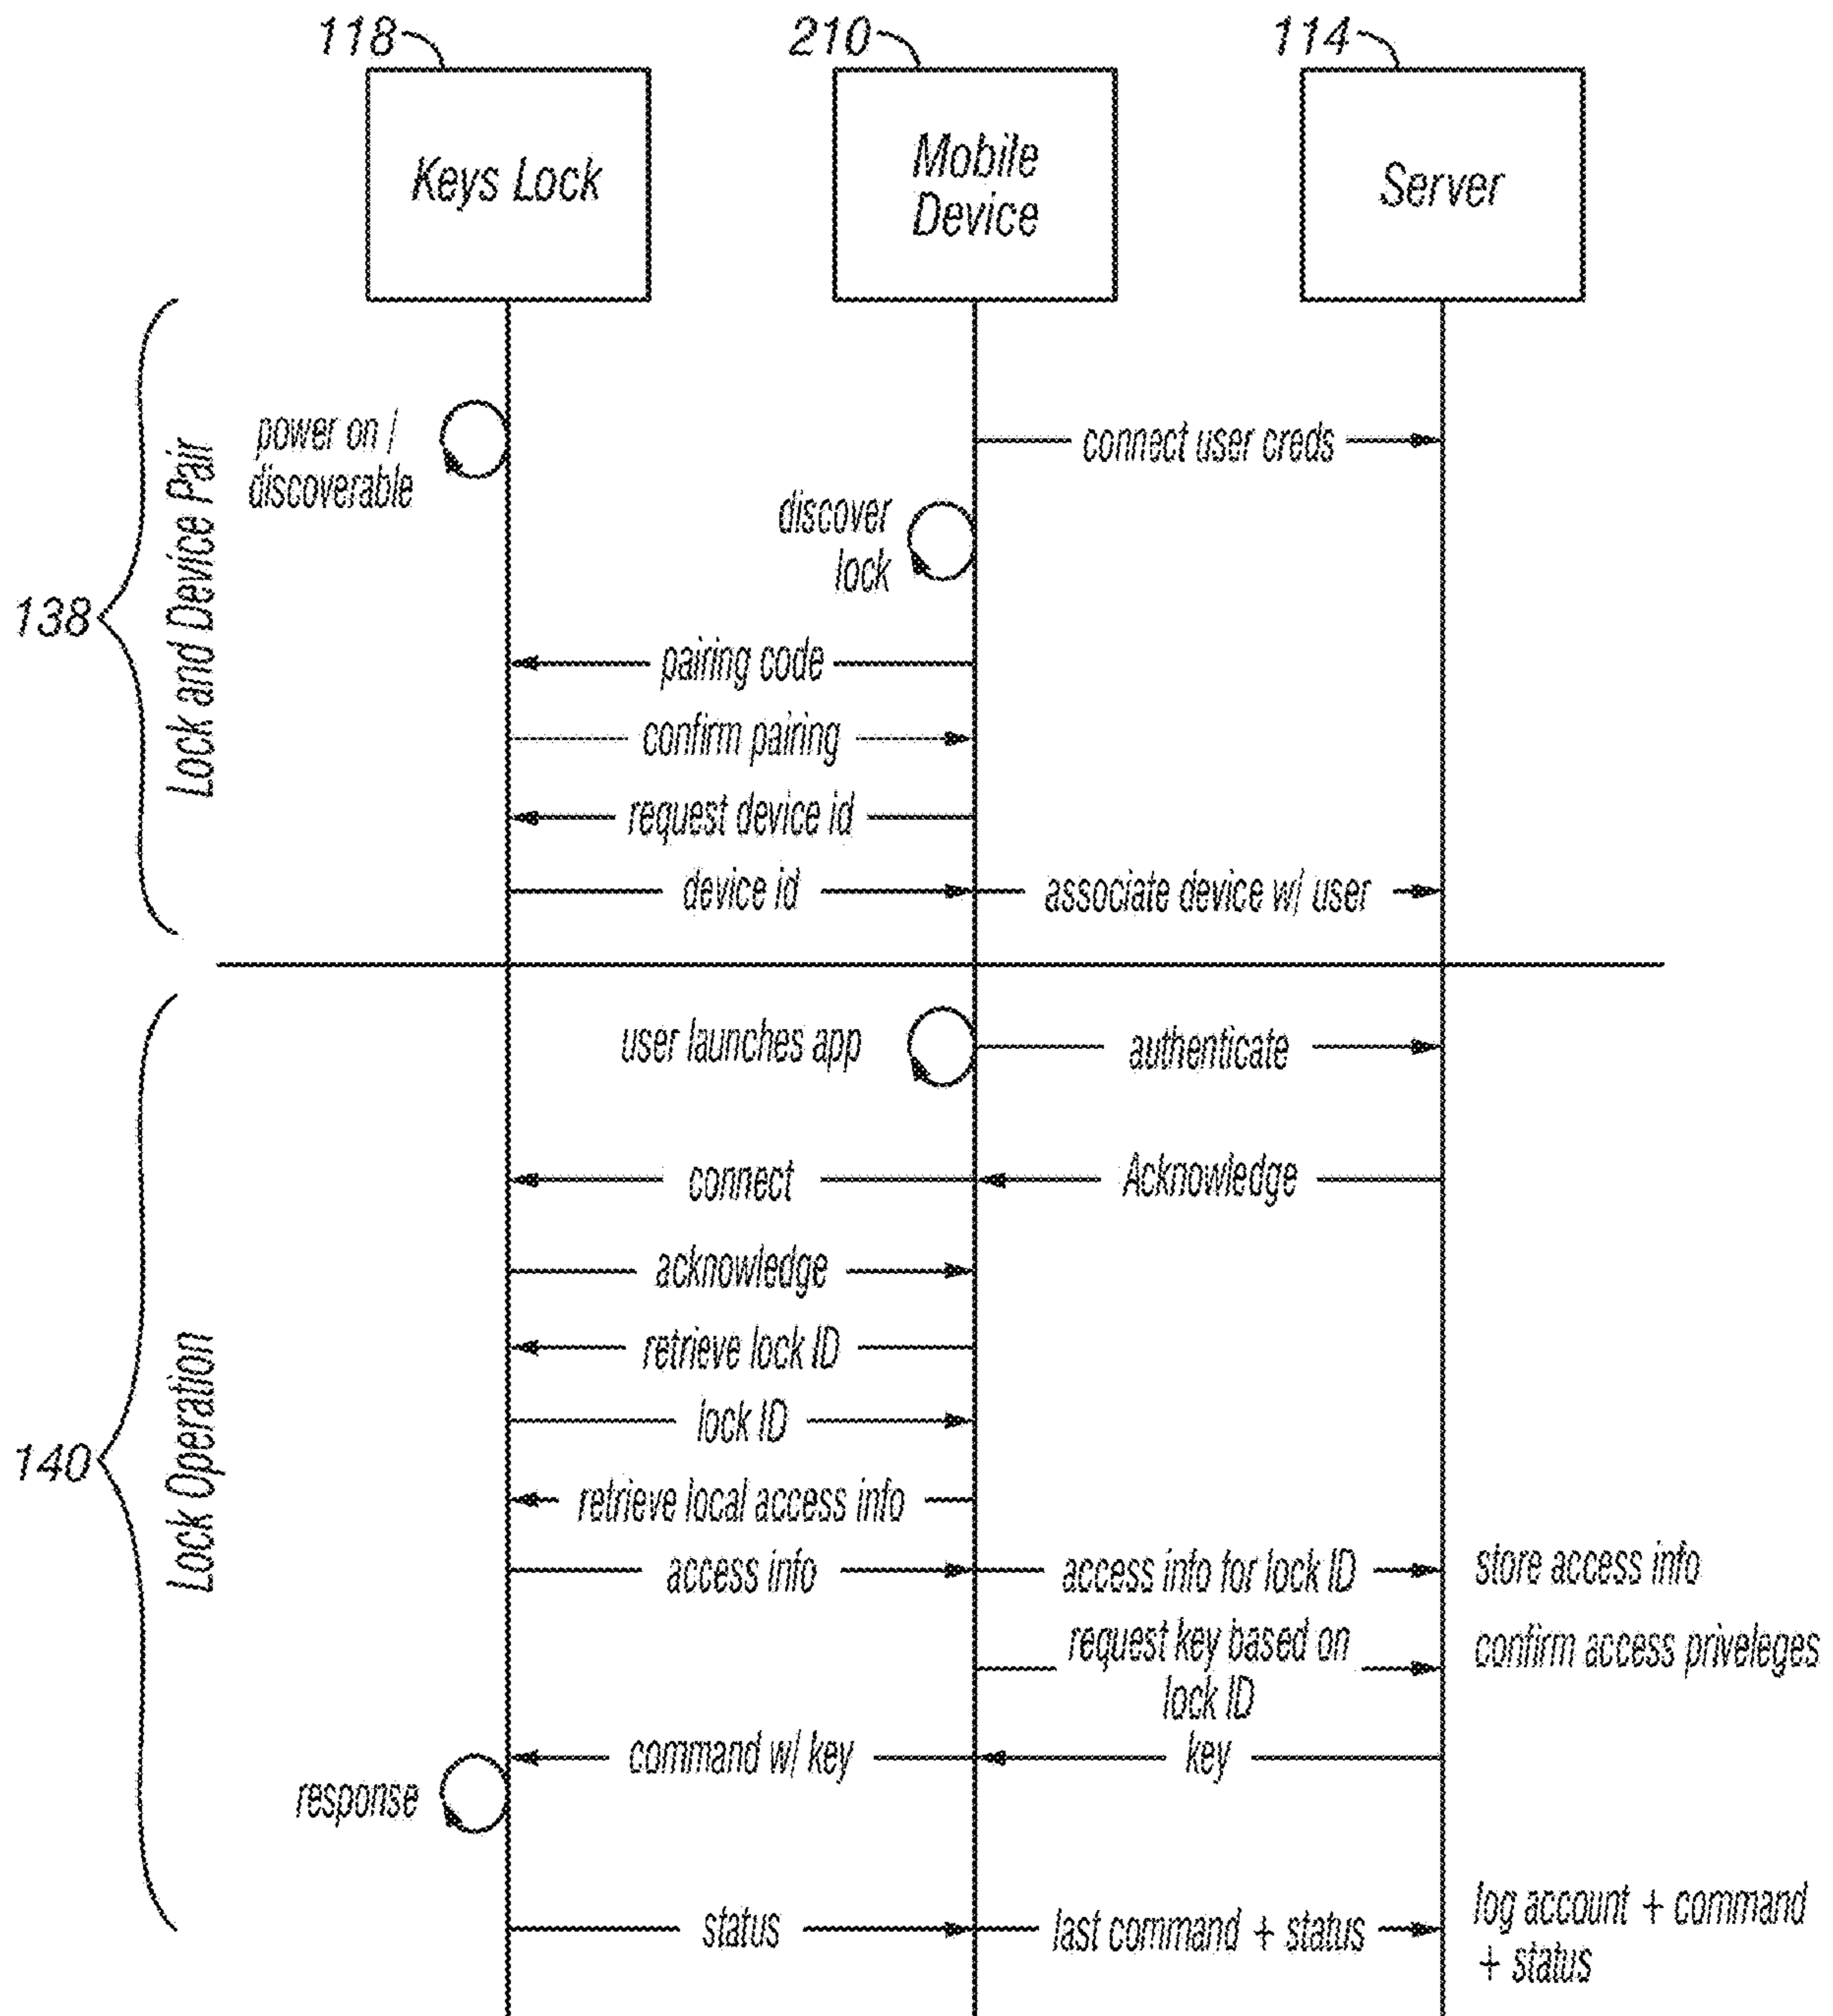 118
210
114
Keys Lock
Mobile
Device
Server
138
Lock and Device Pair
power on /
discoverable
connect user creds
discover
lock
pairing code
confirm pairing
request device id
device id
associate device w/ user
140
Lock Operation
user launches app
authenticate
connect
Acknowledge
acknowledge
retrieve lock ID
lock ID
retrieve local access info
access info
access info for lock ID
store access info
request key based on
lock ID
confirm access priveleges
command w/ key
key
response
status
last command + status
log account + command
+ status